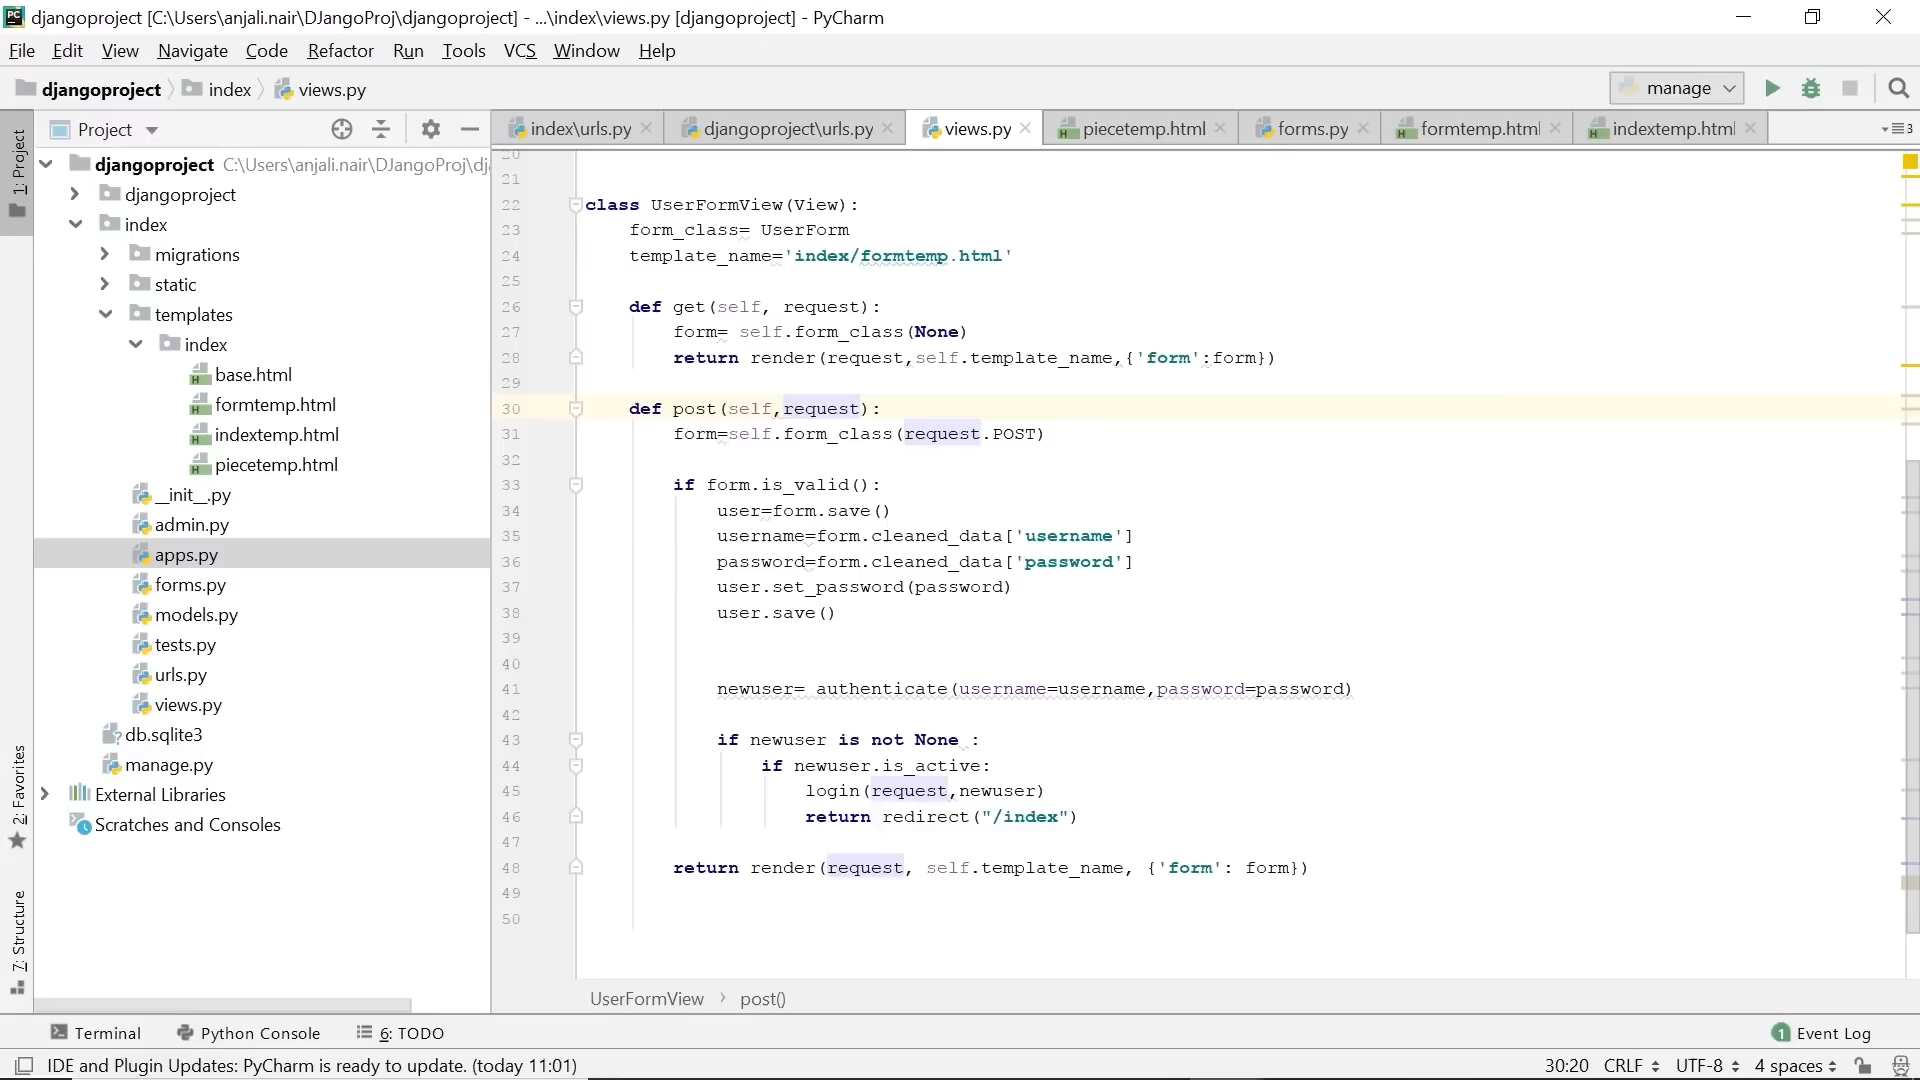 djangoproject [C:\Users\anjali.nair\DJangoProj\djangoproject] - ...\index\views.py [djangoproject] - PyCharm
File Edit View Navigate Code Refactor Run Tools VCS Window Help
djangoproject index views.py manage
Project
index\urls.py djangoproject\urls.py views.py piecetemp.html forms.py formtemp.html indextemp.html 3
1: Project
2: Favorites
7: Structure
djangoproject C:\Users\anjali.nair\DJangoProj\dj
djangoproject
index
migrations
static
templates
index
base.html
formtemp.html
indextemp.html
piecetemp.html
__init__.py
admin.py
apps.py
forms.py
models.py
tests.py
urls.py
views.py
db.sqlite3
manage.py
External Libraries
Scratches and Consoles
20
21
22 class UserFormView(View):
23 form_class= UserForm
24 template_name='index/formtemp.html'
25
26 def get(self, request):
27 form= self.form_class(None)
28 return render(request,self.template_name,{'form':form})
29
30 def post(self,request):
31 form=self.form_class(request.POST)
32
33 if form.is_valid():
34 user=form.save()
35 username=form.cleaned_data['username']
36 password=form.cleaned_data['password']
37 user.set_password(password)
38 user.save()
39
40
41 newuser= authenticate(username=username,password=password)
42
43 if newuser is not None :
44 if newuser.is_active:
45 login(request,newuser)
46 return redirect("/index")
47
48 return render(request, self.template_name, {'form': form})
49
50
UserFormView › post()
Terminal Python Console 6: TODO 1 Event Log
IDE and Plugin Updates: PyCharm is ready to update. (today 11:01) 30:20 CRLF UTF-8 4 spaces